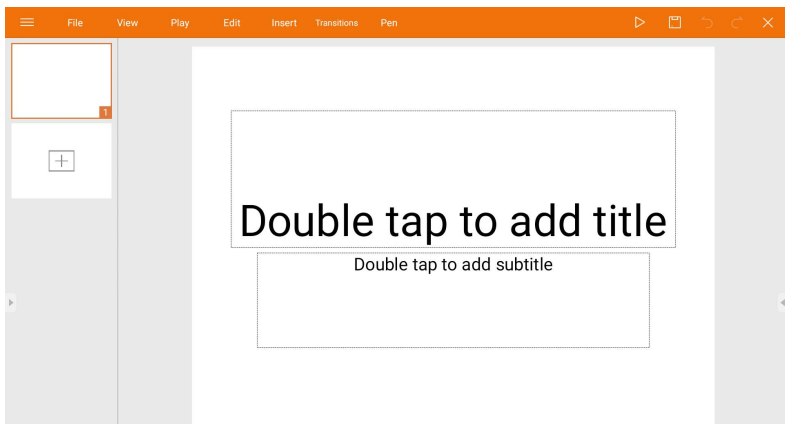 File View Play Edit Insert Transitions Pen
1
Double tap to add title
Double tap to add subtitle